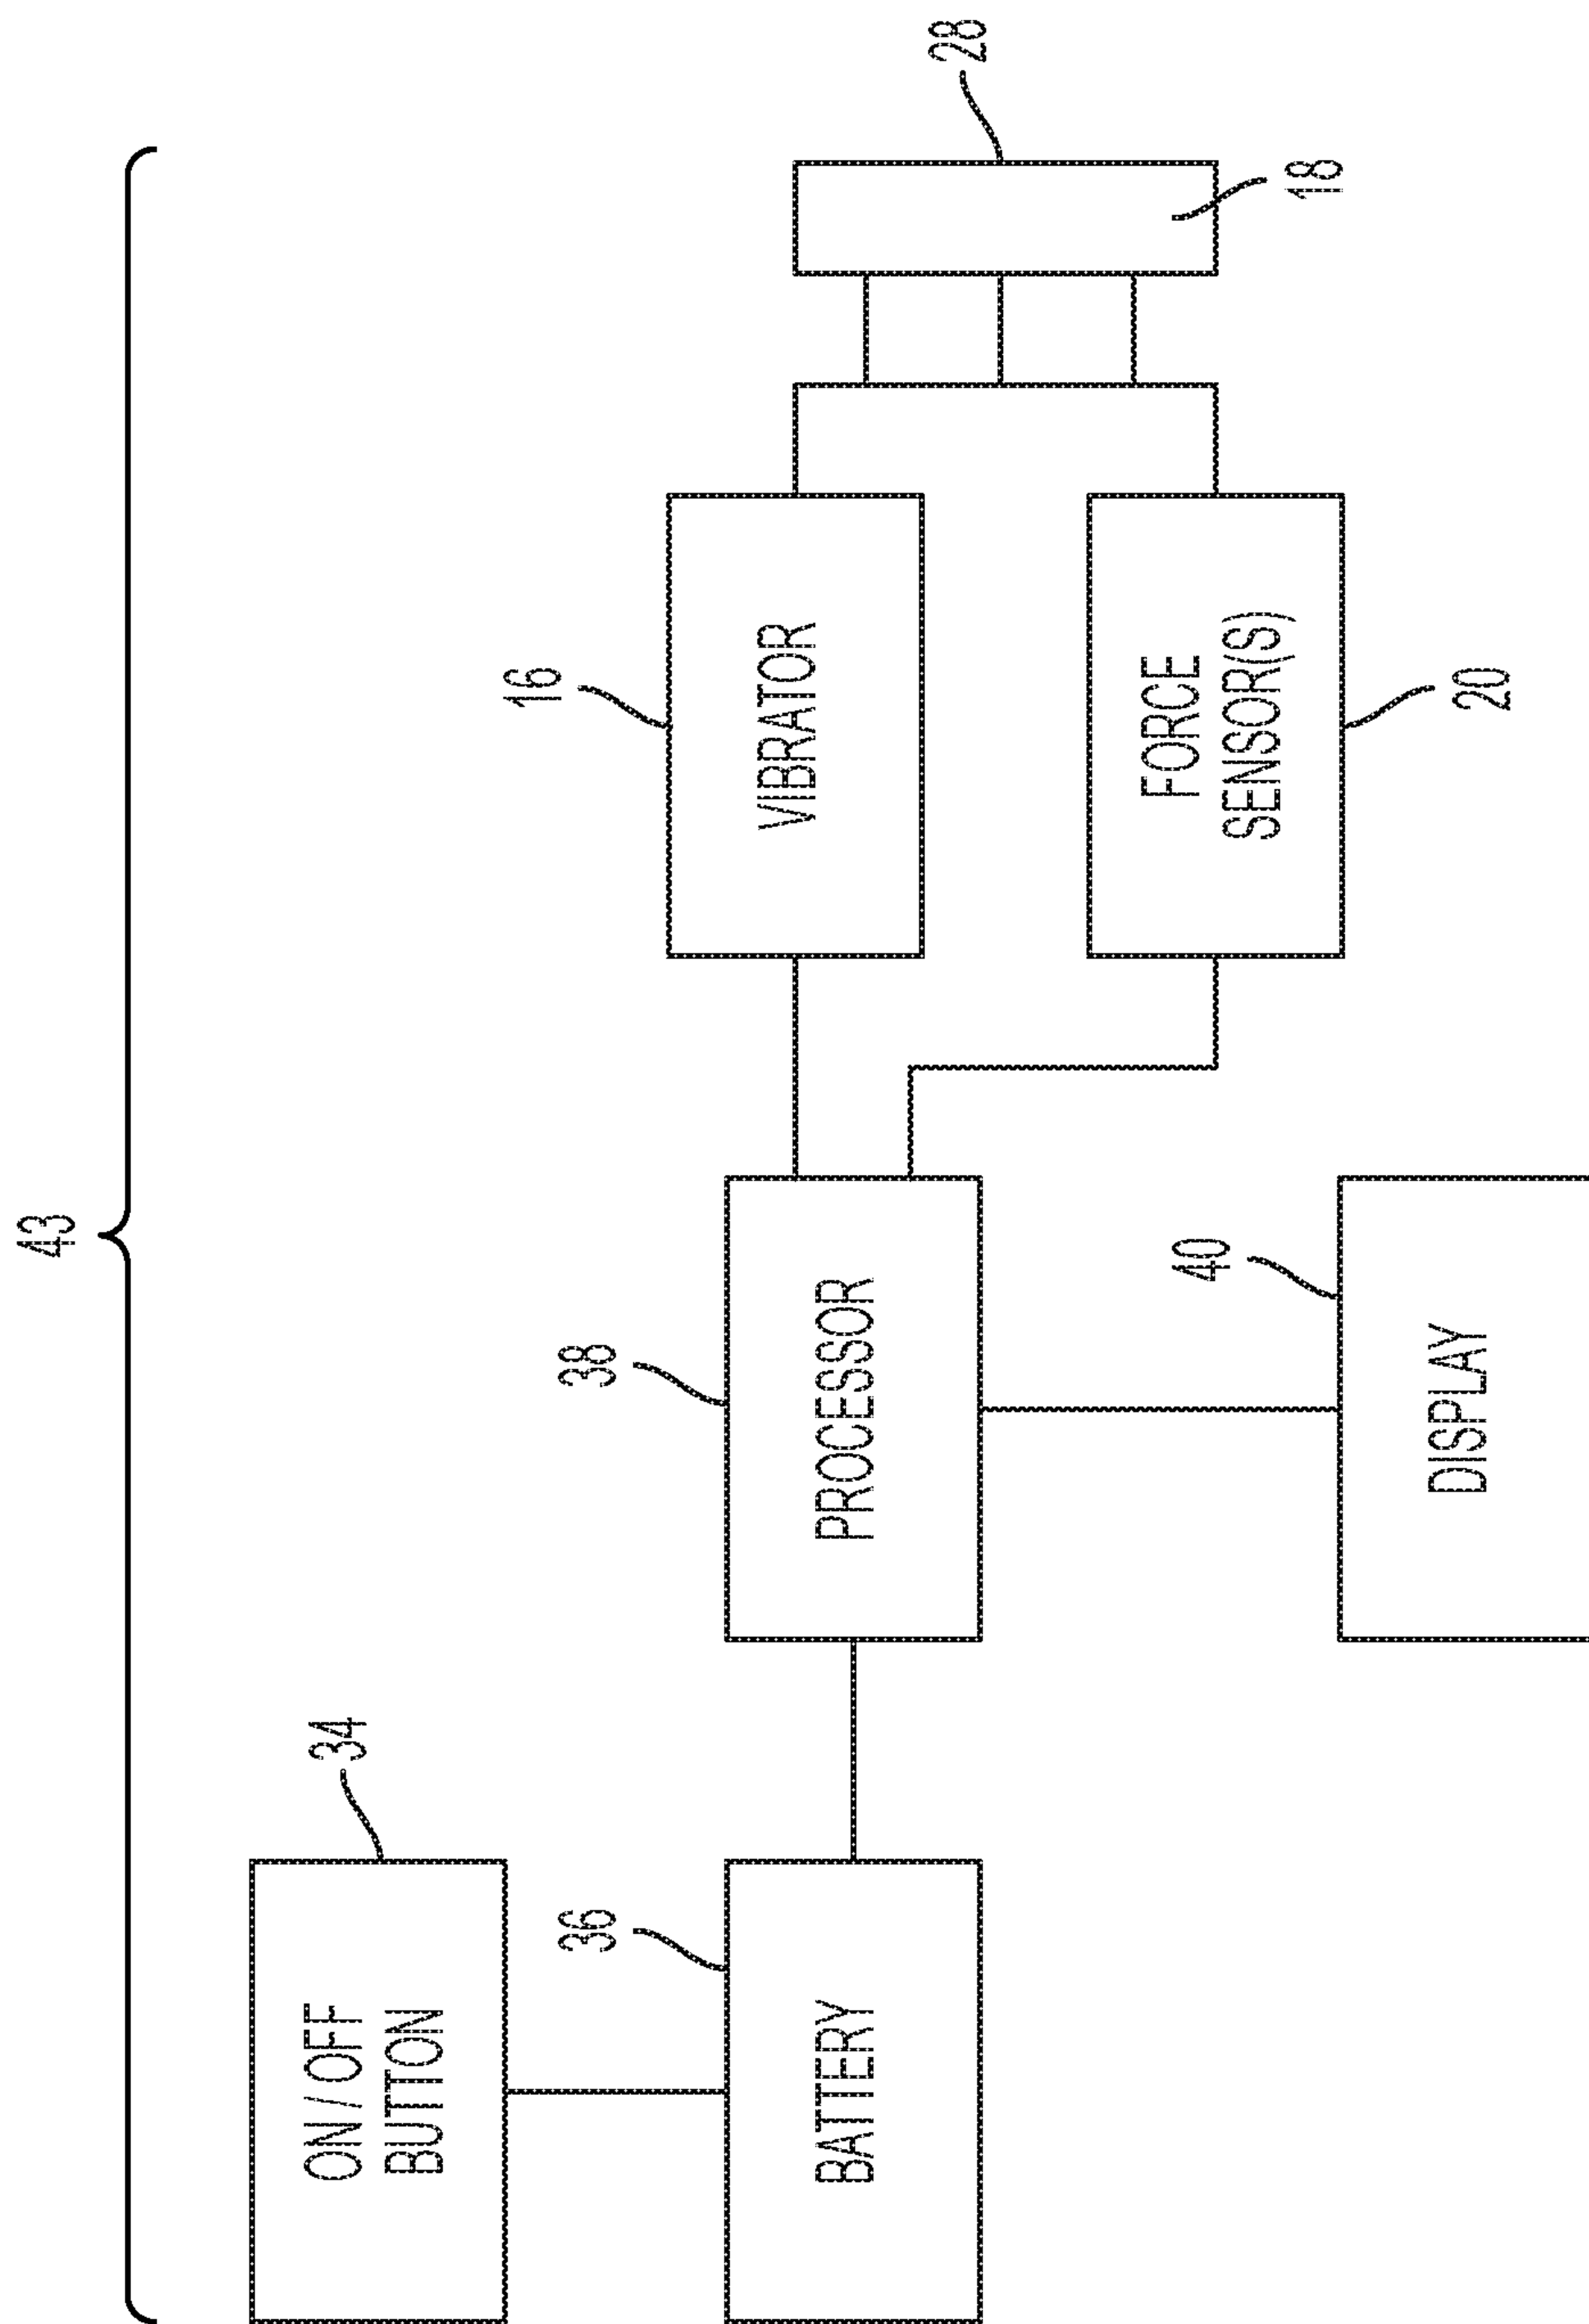 43
ON / OFF
BUTTON
34
BATTERY
36
PROCESSOR
38
DISPLAY
40
VIBRATOR
16
FORCE
SENSOR(S)
20
28
18